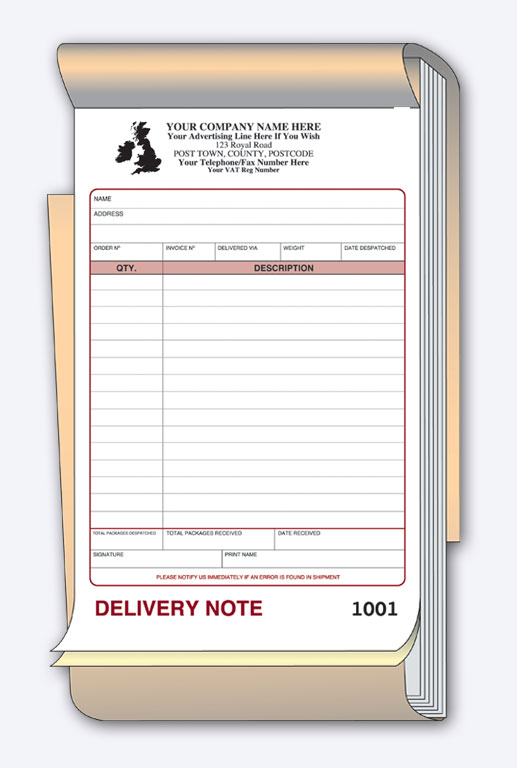 YOUR COMPANY NAME HERE
Your Advertising Line Here If You Wish
123 Royal Road
POST TOWN, COUNTY, POSTCODE
Your Telephone/Fax Number Here
Your VAT Reg Number
NAME
ADDRESS
ORDER Nº INVOICE Nº DELIVERED VIA WEIGHT DATE DESPATCHED
QTY. DESCRIPTION
TOTAL PACKAGES DESPATCHED TOTAL PACKAGES RECEIVED DATE RECEIVED
SIGNATURE PRINT NAME
PLEASE NOTIFY US IMMEDIATELY IF AN ERROR IS FOUND IN SHIPMENT
DELIVERY NOTE 1001